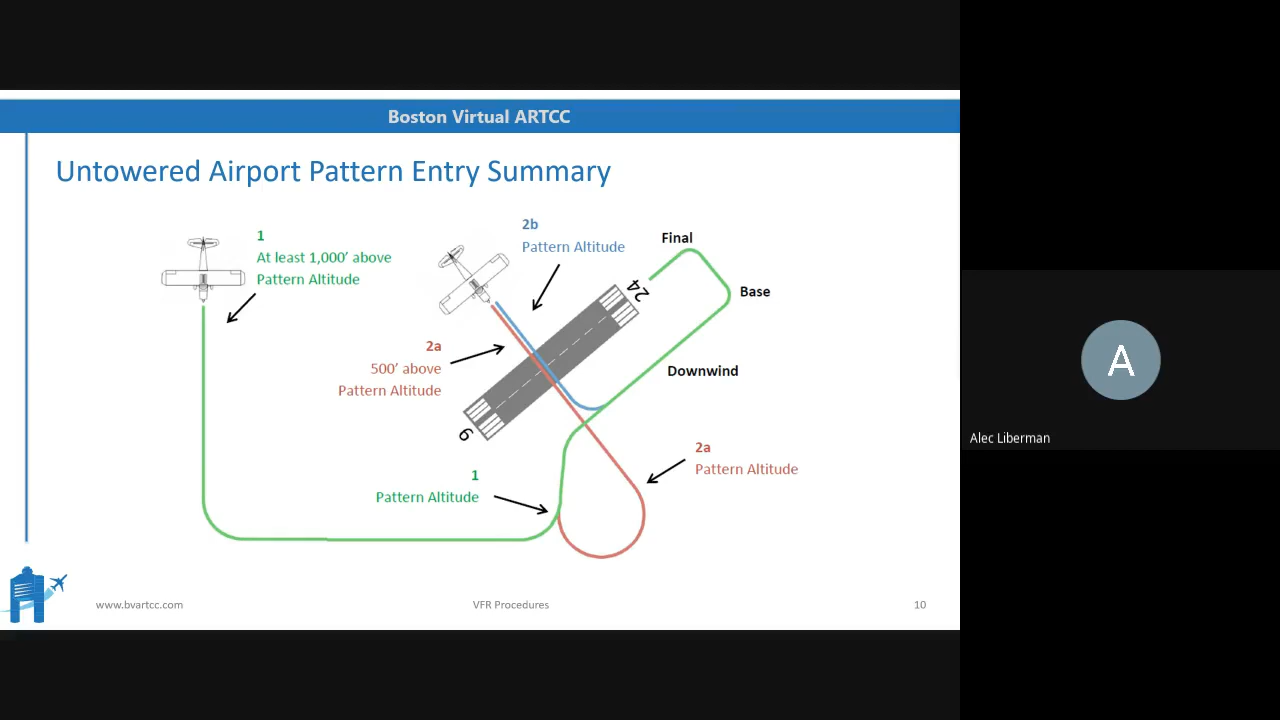 Boston Virtual ARTCC
Untowered Airport Pattern Entry Summary
1
At least 1,000’ above
Pattern Altitude
2b
Pattern Altitude
Final
Base
24
2a
500’ above
Pattern Altitude
Downwind
6
1
Pattern Altitude
2a
Pattern Altitude
www.bvartcc.com
VFR Procedures
10
A
Alec Liberman